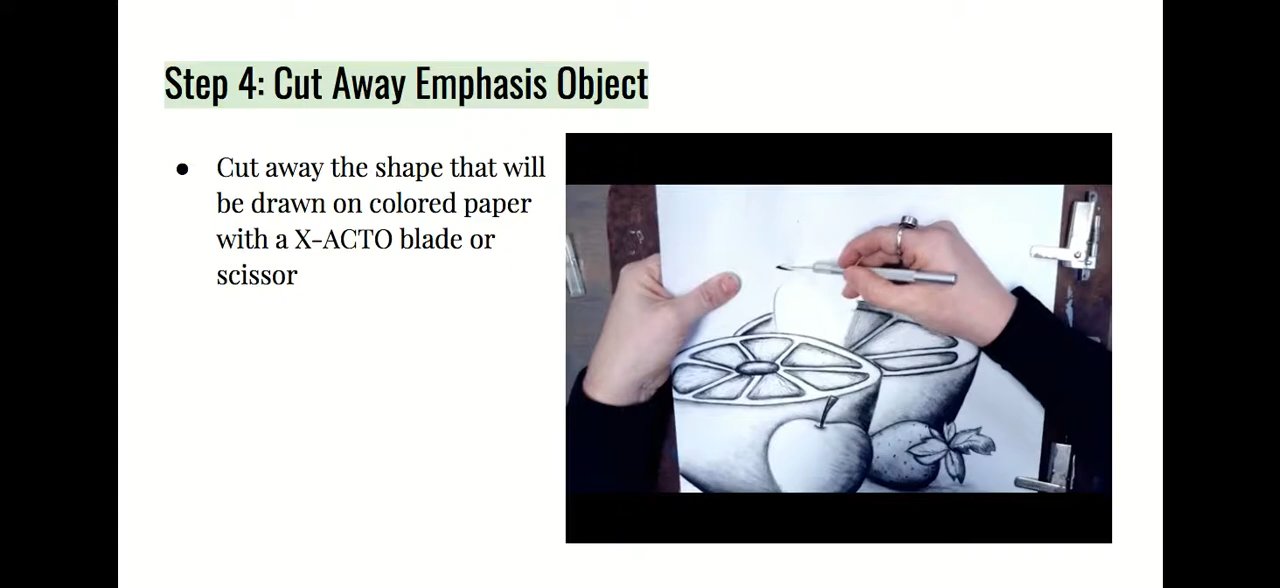 Step 4: Cut Away Emphasis Object
● Cut away the shape that will
be drawn on colored paper
with a X-ACTO blade or
scissor